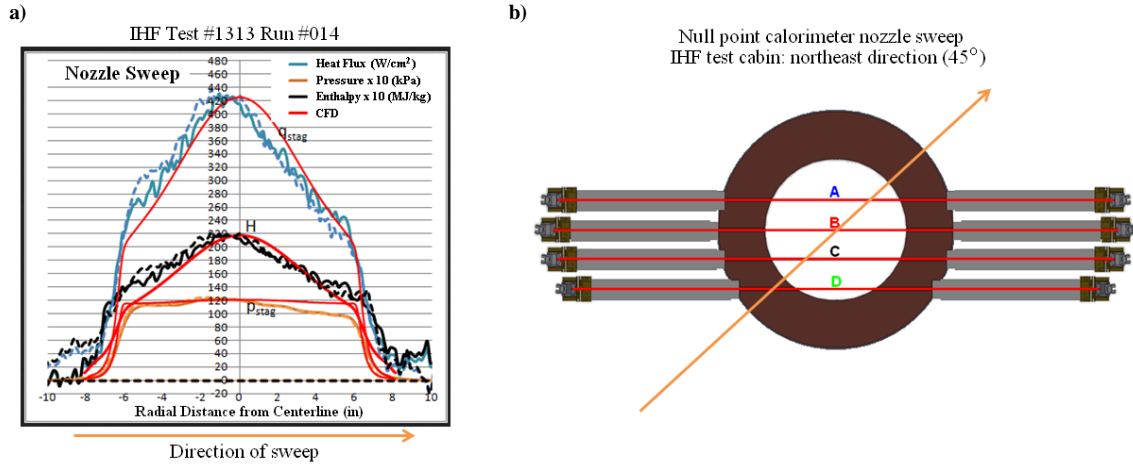 a)
IHF Test #1313 Run #014
Nozzle Sweep
Heat Flux (W/cm²)
Pressure x 10 (kPa)
Enthalpy x 10 (MJ/kg)
CFD
480
460
440
420
400
380
360
340
320
300
280
260
240
220
200
180
160
140
120
100
80
60
40
20
0
-20
qstag
H
pstag
-10 -8 -6 -4 -2 0 2 4 6 8 10
Radial Distance from Centerline (in)
Direction of sweep
b)
Null point calorimeter nozzle sweep
IHF test cabin: northeast direction (45°)
A
B
C
D